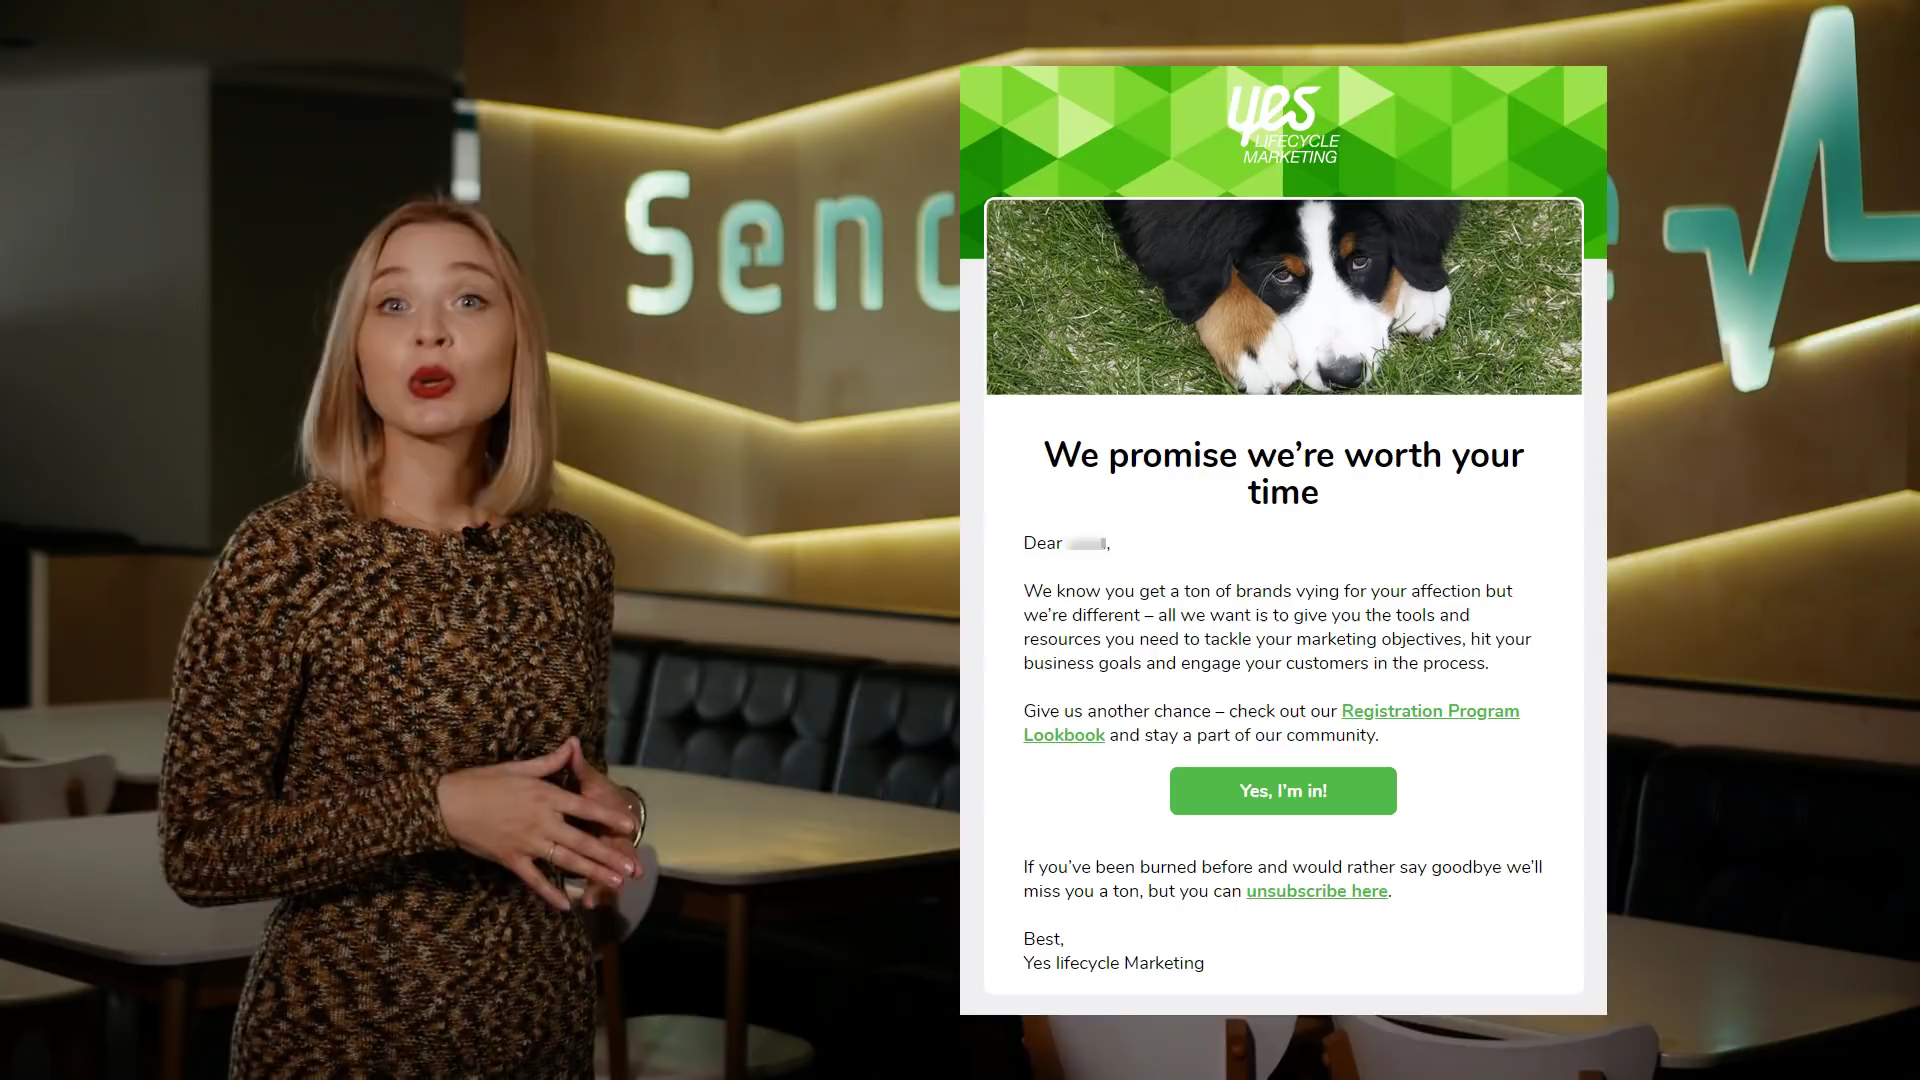 Send
yes
LIFECYCLE
MARKETING
We promise we're worth your
time
Dear
We know you get a ton of brands vying for your affection but
we're different – all we want is to give you the tools and
resources you need to tackle your marketing objectives, hit your
business goals and engage your customers in the process.
Give us another chance – check out our Registration Program
Lookbook and stay a part of our community.
Yes, I'm in!
If you've been burned before and would rather say goodbye we'll
miss you a ton, but you can unsubscribe here.
Best,
Yes lifecycle Marketing